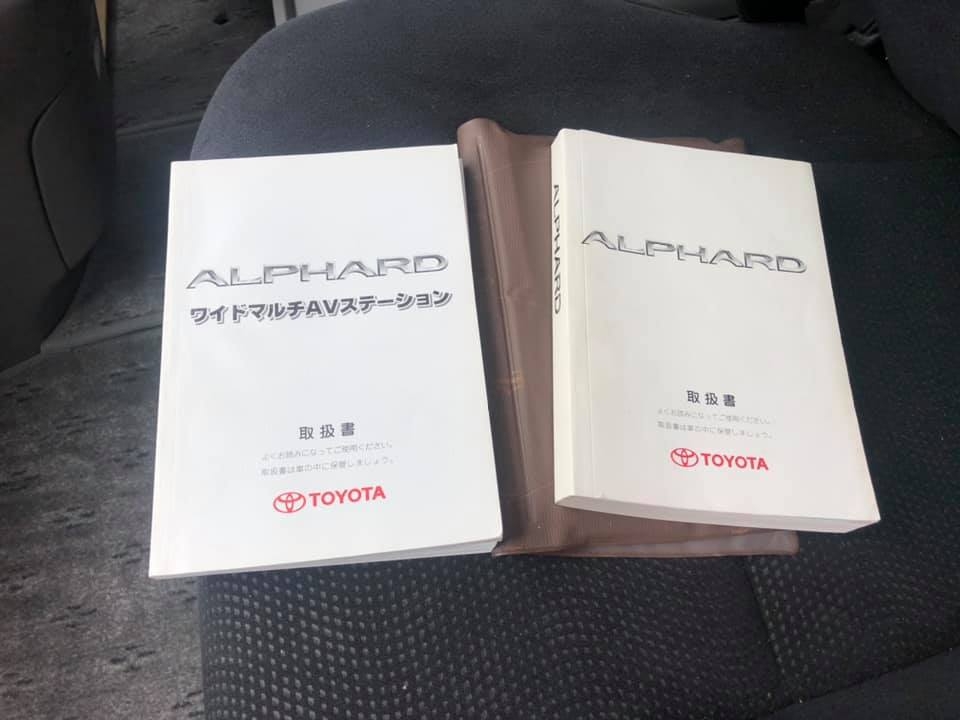 ALPHARD
ワイドマルチAVステーション
取扱書
よくお読みになってご使用ください。
取扱書は車の中に保管しましょう。
TOYOTA
ALPHARD
ALPHARD
取扱書
よくお読みになってご使用ください。
取扱書は車の中に保管しましょう。
TOYOTA